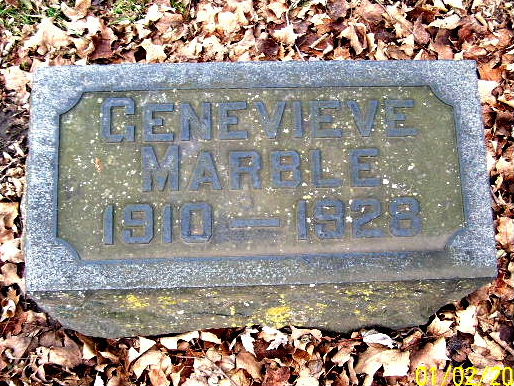 GENEVIEVE
MARBLE
1910 — 1928
01/02/20